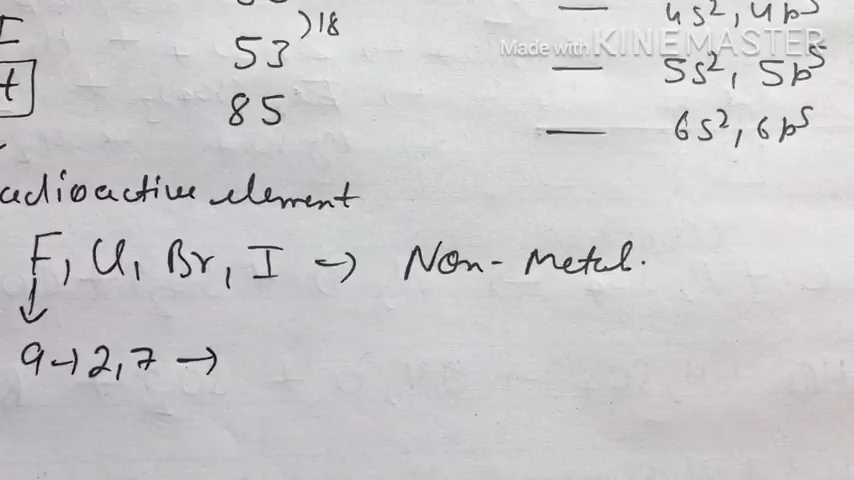 I
)18
— 4s², 4p⁵
Made with KINEMASTER
53 — 5s², 5p⁵
t
85 — 6s², 6p⁵
adioactive element
F, Cl, Br, I → Non-Metal.
↓
9→2,7 →